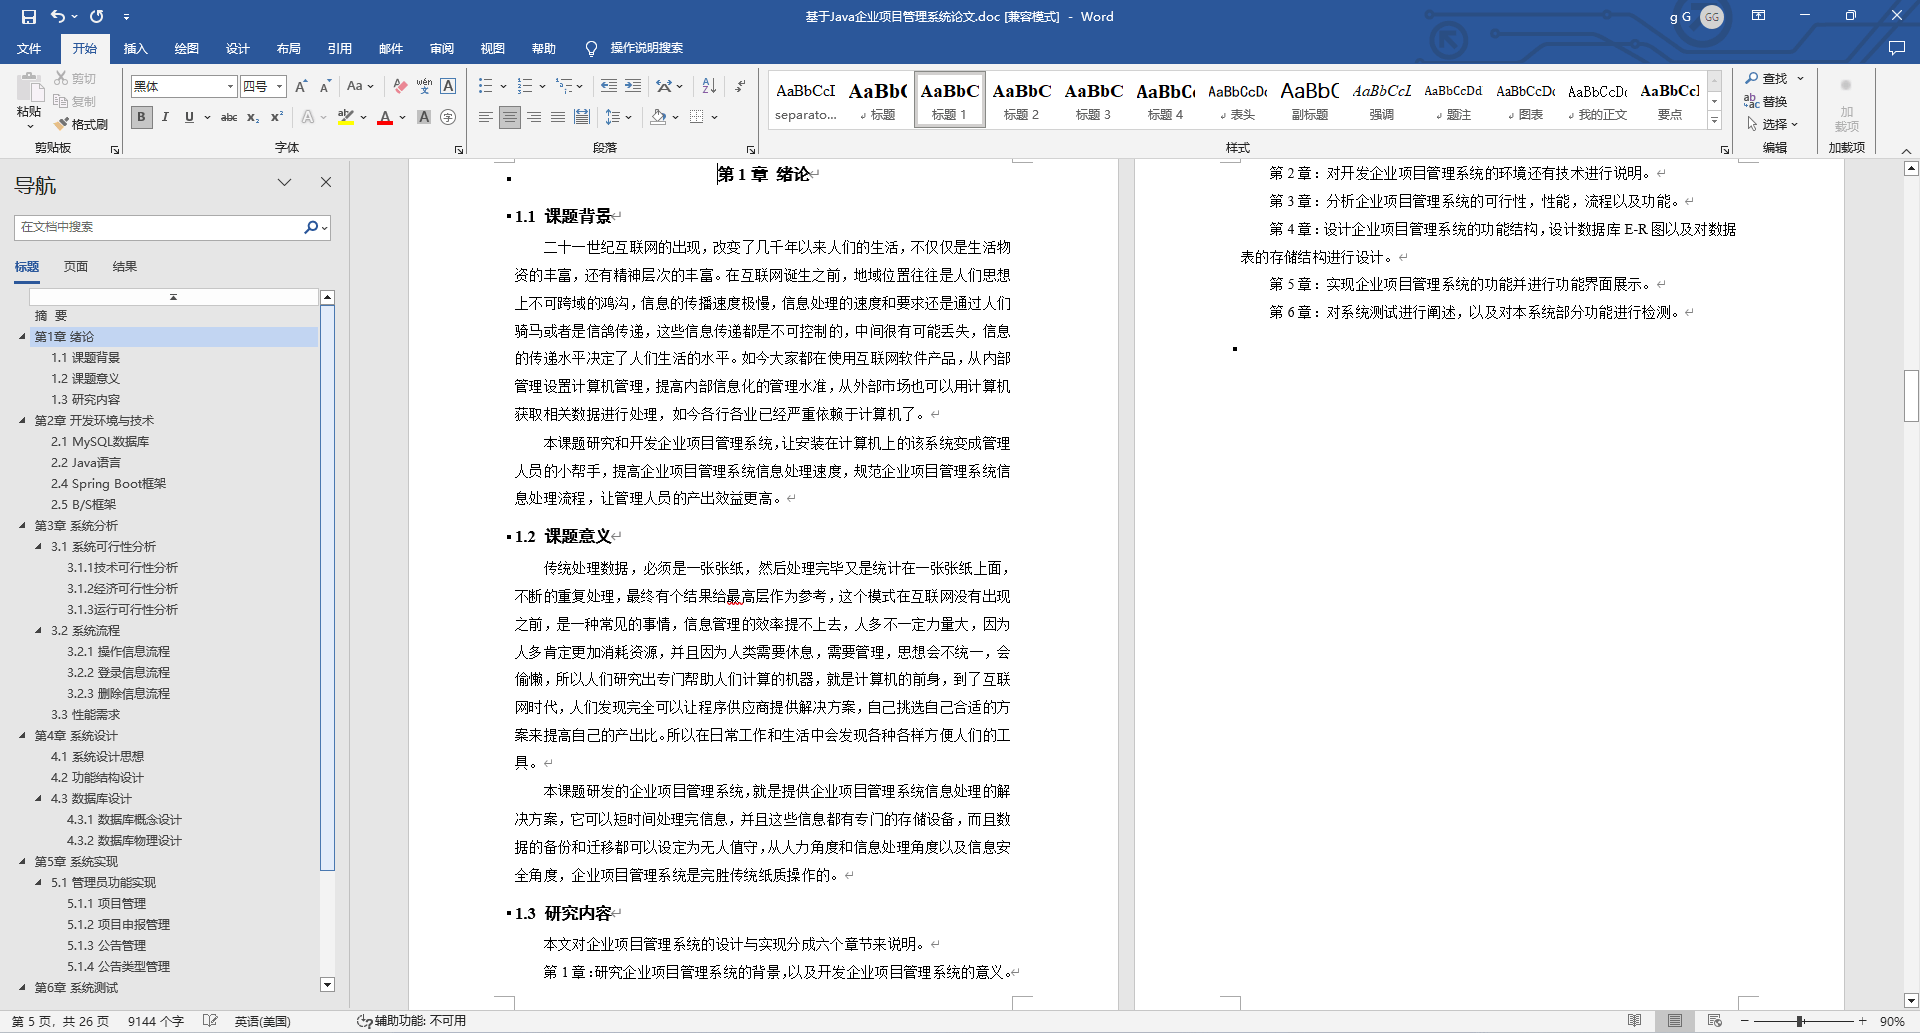 基于Java企业项目管理系统论文.doc [兼容模式] - Word
g G
GG
文件
开始
插入
绘图
设计
布局
引用
邮件
审阅
视图
帮助
操作说明搜索
粘贴
剪切
复制
格式刷
剪贴板
黑体
四号
字体
段落
AaBbCcI
separato...
AaBb(
标题
AaBbC
标题 1
AaBbC
标题 2
AaBbC
标题 3
AaBbC(
标题 4
AaBbCcDc
表头
AaBbC
副标题
AaBbCcL
强调
AaBbCcDd
题注
AaBbCcDc
图表
AaBbCcDc
我的正文
AaBbCcI
要点
样式
查找
替换
选择
编辑
加
载项
加载项
导航
在文档中搜索
标题
页面
结果
摘 要
第1章 绪论
1.1 课题背景
1.2 课题意义
1.3 研究内容
第2章 开发环境与技术
2.1 MySQL数据库
2.2 Java语言
2.4 Spring Boot框架
2.5 B/S框架
第3章 系统分析
3.1 系统可行性分析
3.1.1技术可行性分析
3.1.2经济可行性分析
3.1.3运行可行性分析
3.2 系统流程
3.2.1 操作信息流程
3.2.2 登录信息流程
3.2.3 删除信息流程
3.3 性能需求
第4章 系统设计
4.1 系统设计思想
4.2 功能结构设计
4.3 数据库设计
4.3.1 数据库概念设计
4.3.2 数据库物理设计
第5章 系统实现
5.1 管理员功能实现
5.1.1 项目管理
5.1.2 项目申报管理
5.1.3 公告管理
5.1.4 公告类型管理
第6章 系统测试
第 1 章 绪论
1.1 课题背景
二十一世纪互联网的出现，改变了几千年以来人们的生活，不仅仅是生活物
资的丰富，还有精神层次的丰富。在互联网诞生之前，地域位置往往是人们思想
上不可跨域的鸿沟，信息的传播速度极慢，信息处理的速度和要求还是通过人们
骑马或者是信鸽传递，这些信息传递都是不可控制的，中间很有可能丢失，信息
的传递水平决定了人们生活的水平。如今大家都在使用互联网软件产品，从内部
管理设置计算机管理，提高内部信息化的管理水准，从外部市场也可以用计算机
获取相关数据进行处理，如今各行各业已经严重依赖于计算机了。
本课题研究和开发企业项目管理系统，让安装在计算机上的该系统变成管理
人员的小帮手，提高企业项目管理系统信息处理速度，规范企业项目管理系统信
息处理流程，让管理人员的产出效益更高。
1.2 课题意义
传统处理数据，必须是一张张纸，然后处理完毕又是统计在一张张纸上面，
不断的重复处理，最终有个结果给最高层作为参考，这个模式在互联网没有出现
之前，是一种常见的事情，信息管理的效率提不上去，人多不一定力量大，因为
人多肯定更加消耗资源，并且因为人类需要休息，需要管理，思想会不统一，会
偷懒，所以人们研究出专门帮助人们计算的机器，就是计算机的前身，到了互联
网时代，人们发现完全可以让程序供应商提供解决方案，自己挑选自己合适的方
案来提高自己的产出比。所以在日常工作和生活中会发现各种各样方便人们的工
具。
本课题研发的企业项目管理系统，就是提供企业项目管理系统信息处理的解
决方案，它可以短时间处理完信息，并且这些信息都有专门的存储设备，而且数
据的备份和迁移都可以设定为无人值守，从人力角度和信息处理角度以及信息安
全角度，企业项目管理系统是完胜传统纸质操作的。
1.3 研究内容
本文对企业项目管理系统的设计与实现分成六个章节来说明。
第 1 章：研究企业项目管理系统的背景，以及开发企业项目管理系统的意义。
第 2 章：对开发企业项目管理系统的环境还有技术进行说明。
第 3 章：分析企业项目管理系统的可行性，性能，流程以及功能。
第 4 章：设计企业项目管理系统的功能结构，设计数据库 E-R 图以及对数据
表的存储结构进行设计。
第 5 章：实现企业项目管理系统的功能并进行功能界面展示。
第 6 章：对系统测试进行阐述，以及对本系统部分功能进行检测。
第 5 页，共 26 页
9144 个字
英语(美国)
辅助功能: 不可用
90%